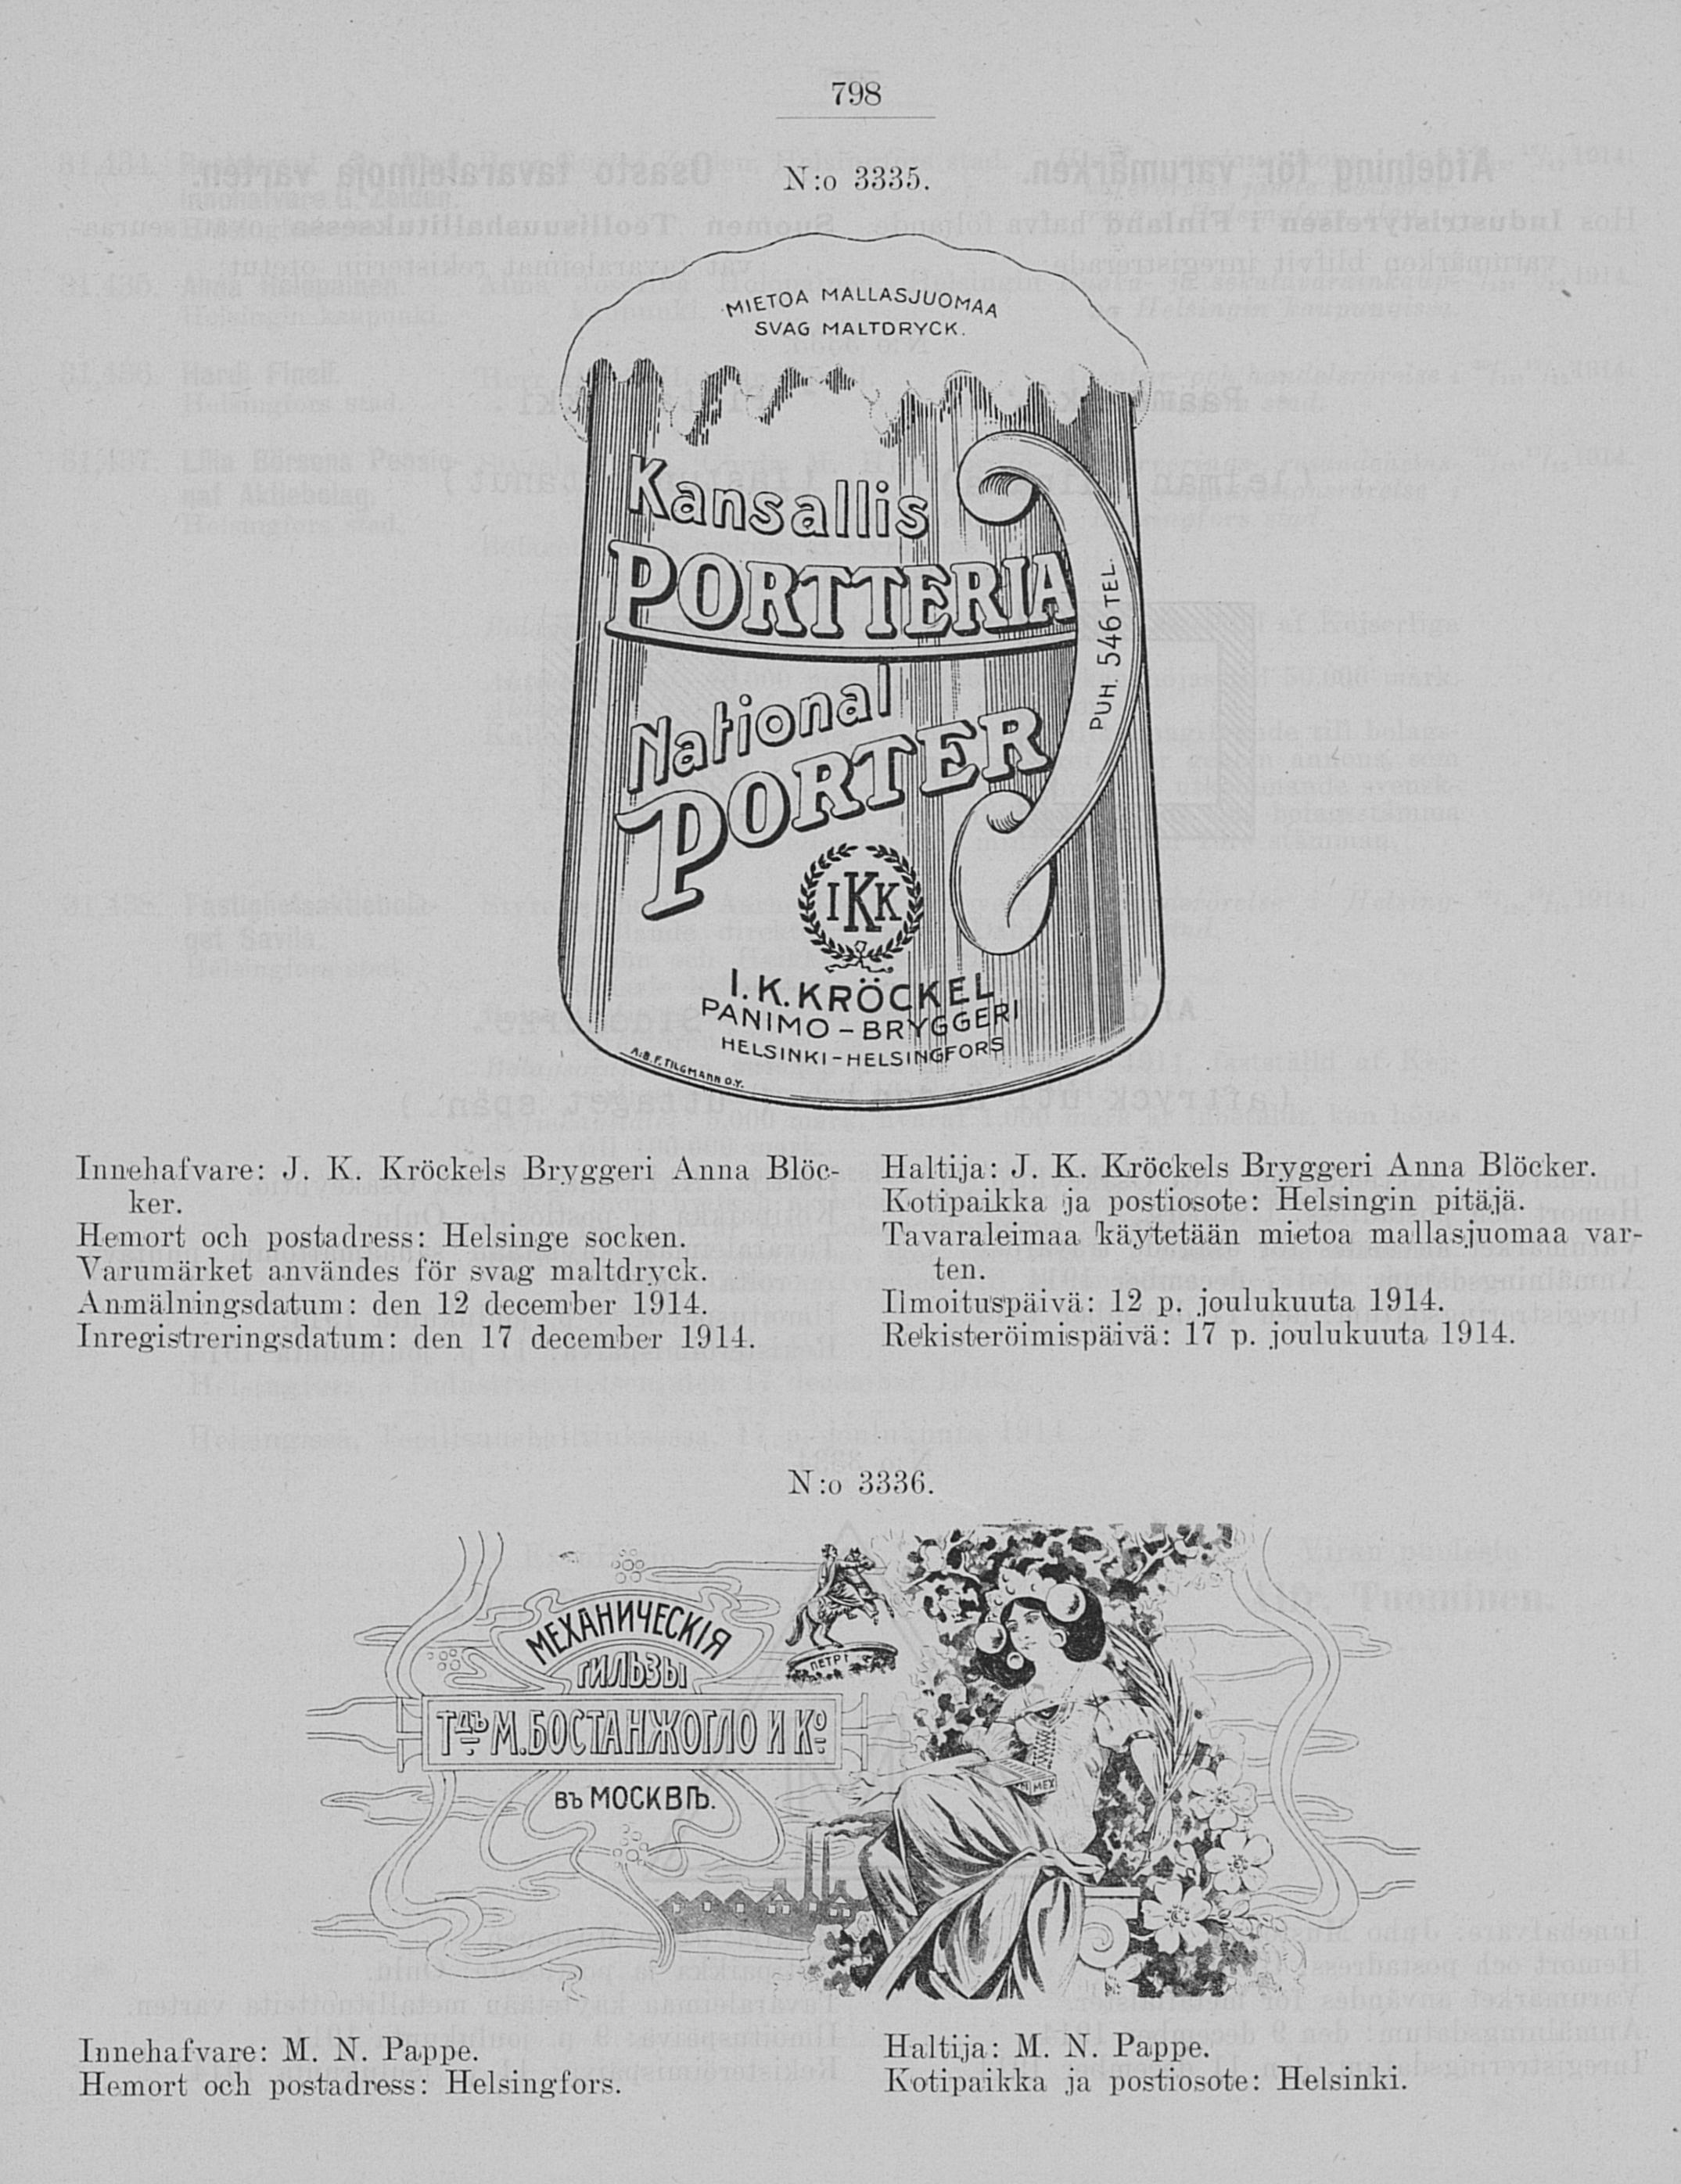 798
N:o 3335.
MIETOA MALLASJUOMAA
SVAG MALTDRYCK.
Kansallis
PORTTERIA
PUH. 546 TEL.
National
PORTER
IKK
I. K. KRÖCKEL
PANIMO – BRYGGERI
HELSINKI – HELSINGFORS
A.B.F. TILGMANN O.Y.
Innehafvare: J. K. Kröckels Bryggeri Anna Blöc-
ker.
Hemort och postadress: Helsinge socken.
Varumärket användes för svag maltdryck.
Anmälningsdatum: den 12 december 1914.
Inregistreringsdatum: den 17 december 1914.
Haltija: J. K. Kröckels Bryggeri Anna Blöcker.
Kotipaikka ja postiosote: Helsingin pitäjä.
Tavaraleimaa käytetään mietoa mallasjuomaa var-
ten.
Ilmoituspäivä: 12 p. joulukuuta 1914.
Rekisteröimispäivä: 17 p. joulukuuta 1914.
N:o 3336.
МЕХАНИЧЕСКІЯ
ГИЛЬЗЫ
ПЕТРІ
Тдъ М. БОСТАНЖОГЛО И Ко
МЕХ
въ МОСКВѢ.
Innehafvare: M. N. Pappe.
Hemort och postadress: Helsingfors.
Haltija: M. N. Pappe.
Kotipaikka ja postiosote: Helsinki.